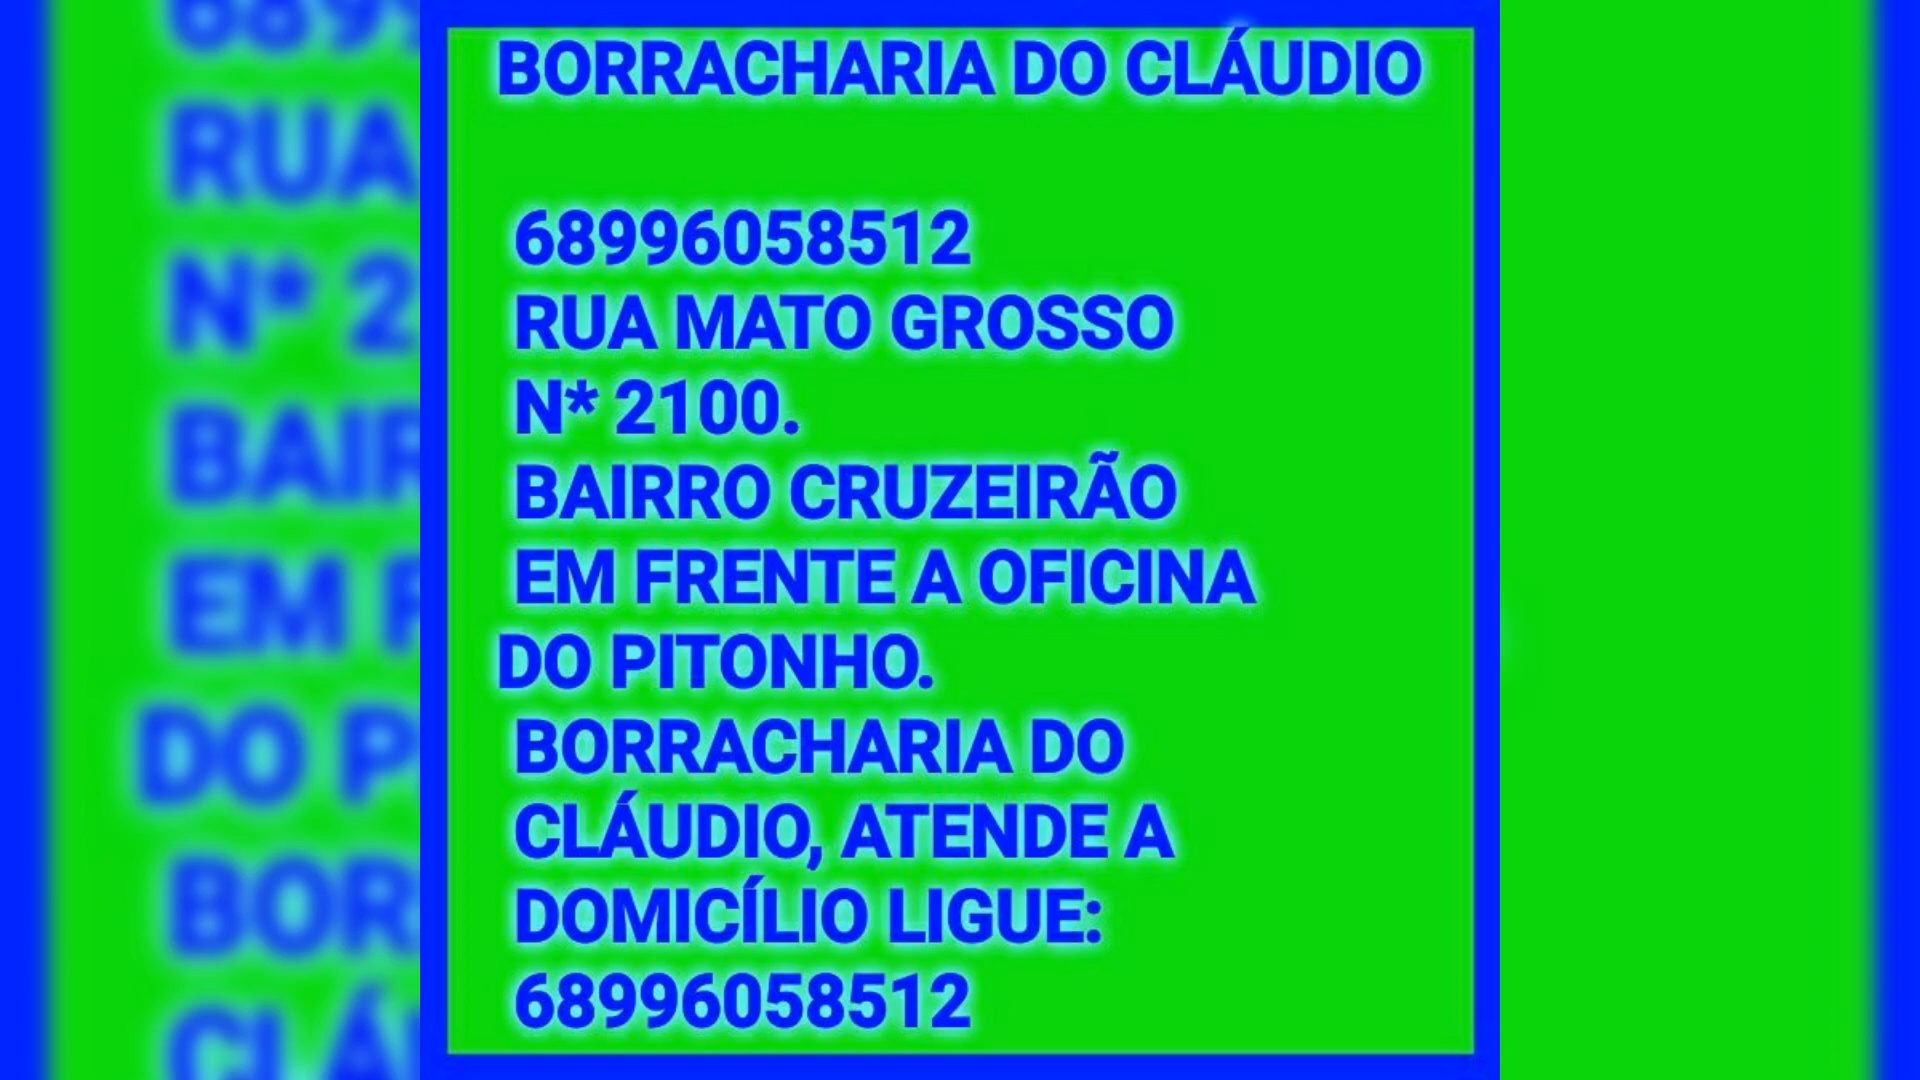 BORRACHARIA DO CLÁUDIO
68996058512
RUA MATO GROSSO
N* 2100.
BAIRRO CRUZEIRÃO
EM FRENTE A OFICINA
DO PITONHO.
BORRACHARIA DO
CLÁUDIO, ATENDE A
DOMICÍLIO LIGUE:
68996058512